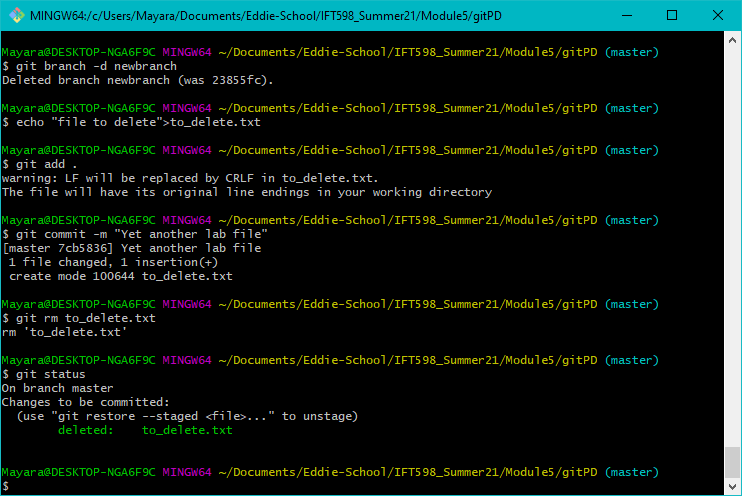 MINGW64:/c/Users/Mayara/Documents/Eddie-School/IFT598_Summer21/Module5/gitPD
Mayara@DESKTOP-NGA6F9C MINGW64 ~/Documents/Eddie-School/IFT598_Summer21/Module5/gitPD (master)
$ git branch -d newbranch
Deleted branch newbranch (was 23855fc).
Mayara@DESKTOP-NGA6F9C MINGW64 ~/Documents/Eddie-School/IFT598_Summer21/Module5/gitPD (master)
$ echo "file to delete">to_delete.txt
Mayara@DESKTOP-NGA6F9C MINGW64 ~/Documents/Eddie-School/IFT598_Summer21/Module5/gitPD (master)
$ git add .
warning: LF will be replaced by CRLF in to_delete.txt.
The file will have its original line endings in your working directory
Mayara@DESKTOP-NGA6F9C MINGW64 ~/Documents/Eddie-School/IFT598_Summer21/Module5/gitPD (master)
$ git commit -m "Yet another lab file"
[master 7cb5836] Yet another lab file
 1 file changed, 1 insertion(+)
 create mode 100644 to_delete.txt
Mayara@DESKTOP-NGA6F9C MINGW64 ~/Documents/Eddie-School/IFT598_Summer21/Module5/gitPD (master)
$ git rm to_delete.txt
rm 'to_delete.txt'
Mayara@DESKTOP-NGA6F9C MINGW64 ~/Documents/Eddie-School/IFT598_Summer21/Module5/gitPD (master)
$ git status
On branch master
Changes to be committed:
  (use "git restore --staged <file>..." to unstage)
        deleted:    to_delete.txt
Mayara@DESKTOP-NGA6F9C MINGW64 ~/Documents/Eddie-School/IFT598_Summer21/Module5/gitPD (master)
$